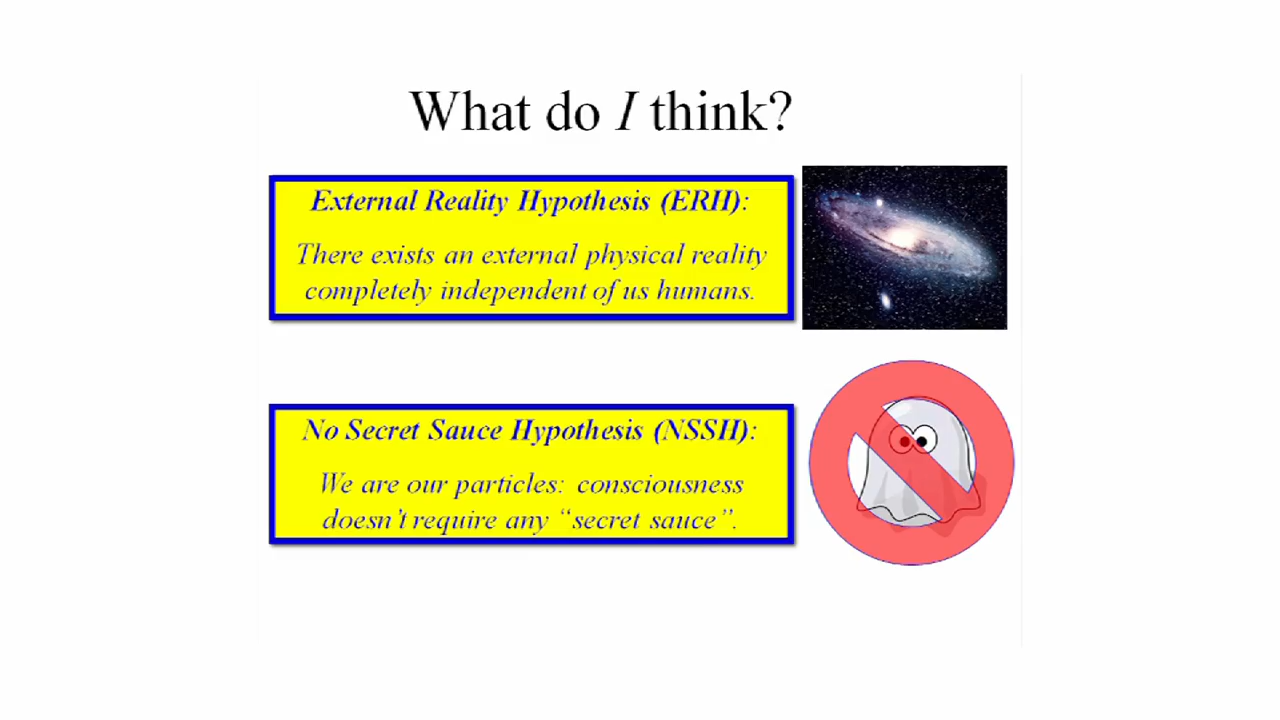 What do I think?
External Reality Hypothesis (ERH):
There exists an external physical reality
completely independent of us humans.
No Secret Sauce Hypothesis (NSSH):
We are our particles: consciousness
doesn't require any “secret sauce”.